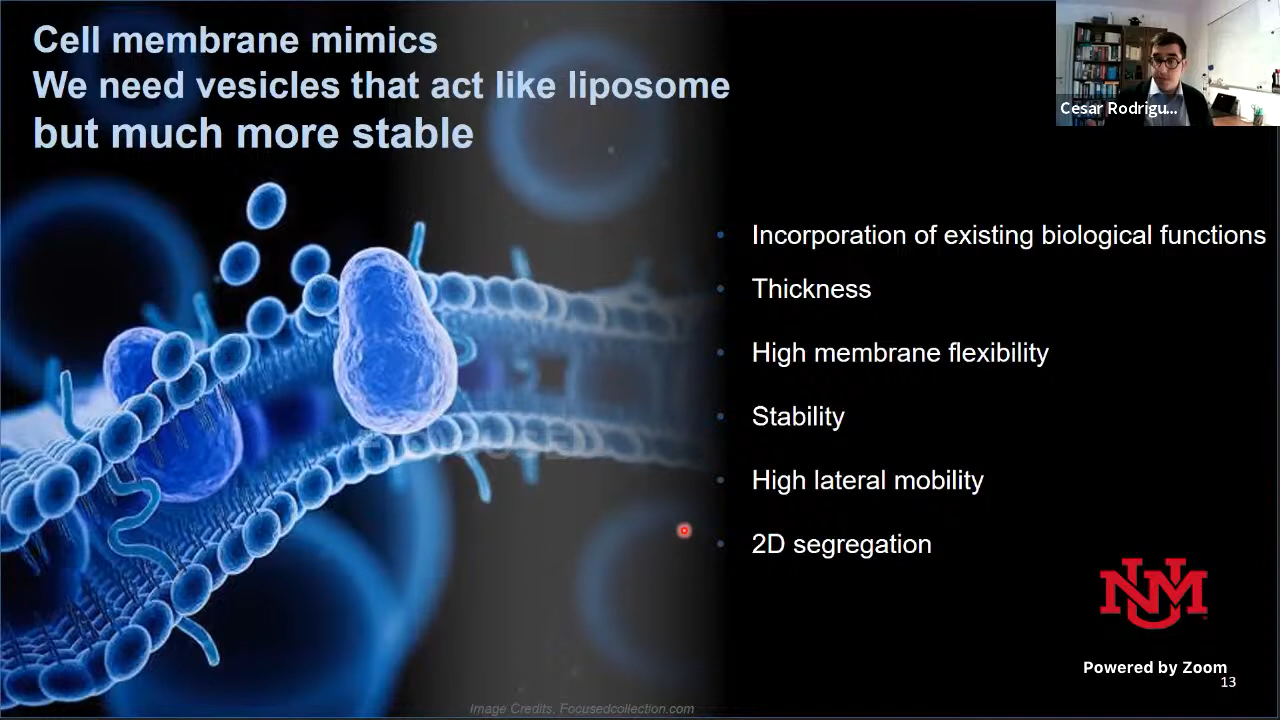 Cell membrane mimics
We need vesicles that act like liposome
but much more stable
Cesar Rodrigu...
• Incorporation of existing biological functions
• Thickness
• High membrane flexibility
• Stability
• High lateral mobility
• 2D segregation
UNM
Powered by Zoom
13
Image Credits. Focusedcollection.com